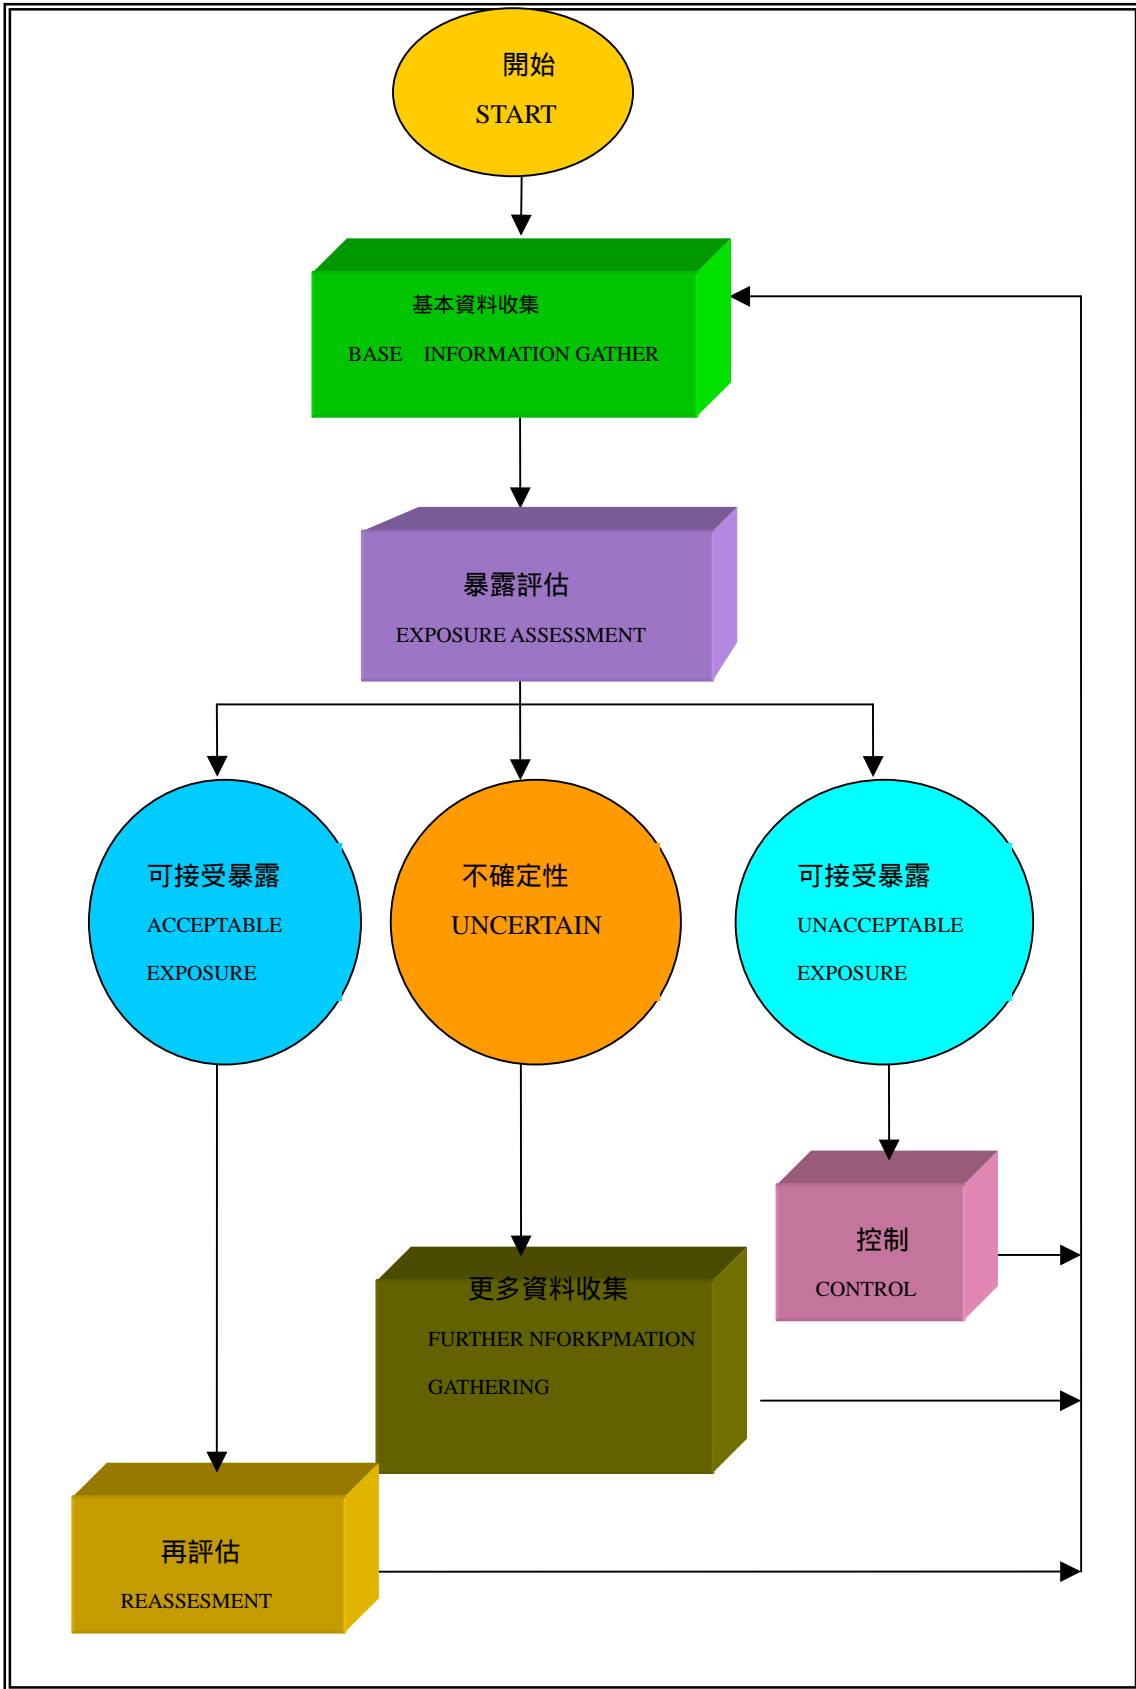 開始
START
基本資料收集
BASE INFORMATION GATHER
暴露評估
EXPOSURE ASSESSMENT
可接受暴露
ACCEPTABLE
EXPOSURE
不確定性
UNCERTAIN
可接受暴露
UNACCEPTABLE
EXPOSURE
控制
CONTROL
更多資料收集
FURTHER NFORKPMATION
GATHERING
再評估
REASSESMENT